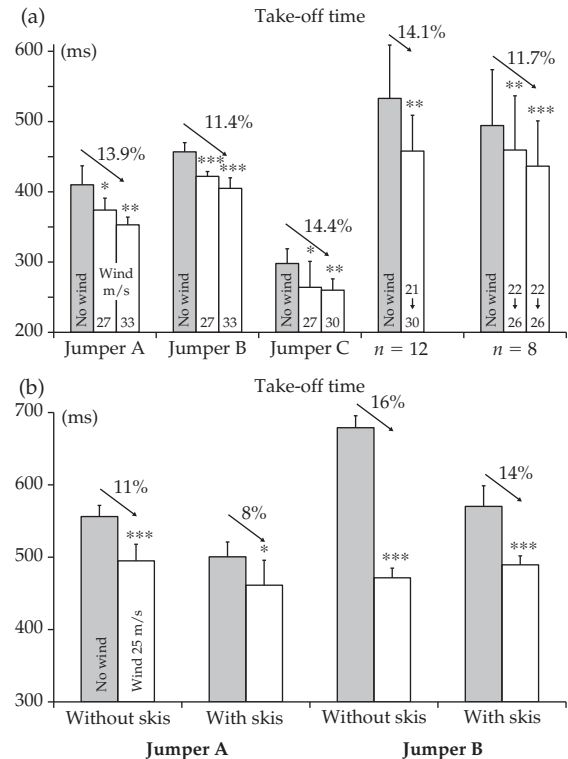 (a)
Take-off time
(ms)
600
500
400
300
200
13.9%
11.4%
14.4%
14.1%
11.7%
* **
*** ***
* **
**
** ***
No wind
Wind
m/s
27 33
No wind
27 33
No wind
27 30
No wind
21
30
No wind
22 22
26 26
Jumper A Jumper B Jumper C n = 12 n = 8
(b)
Take-off time
(ms)
700
600
500
400
300
11%
8%
16%
14%
***
*
***
***
No wind
Wind 25 m/s
Without skis With skis Without skis With skis
Jumper A Jumper B